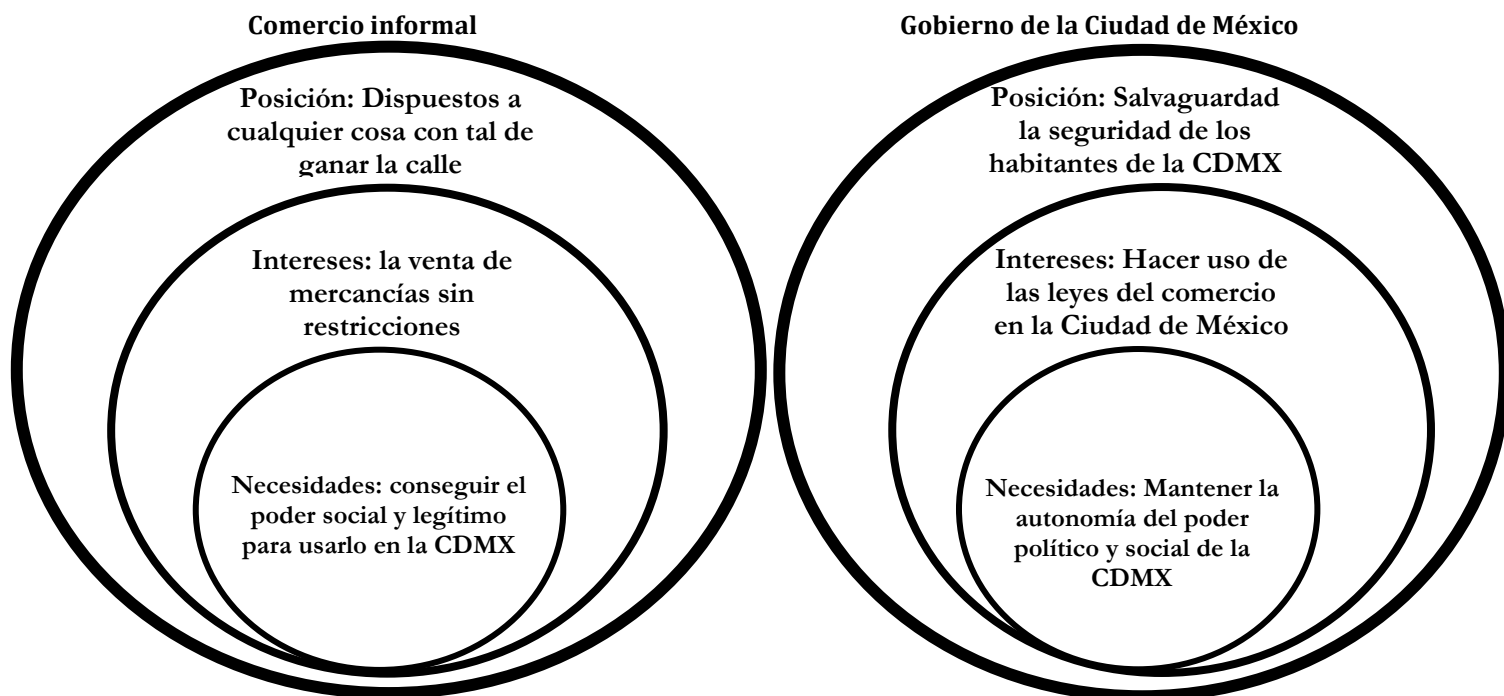 Comercio informal
Posición: Dispuestos a
cualquier cosa con tal de
ganar la calle
Intereses: la venta de
mercancías sin
restricciones
Necesidades: conseguir el
poder social y legítimo
para usarlo en la CDMX
Gobierno de la Ciudad de México
Posición: Salvaguardad
la seguridad de los
habitantes de la CDMX
Intereses: Hacer uso de
las leyes del comercio
en la Ciudad de México
Necesidades: Mantener la
autonomía del poder
político y social de la
CDMX